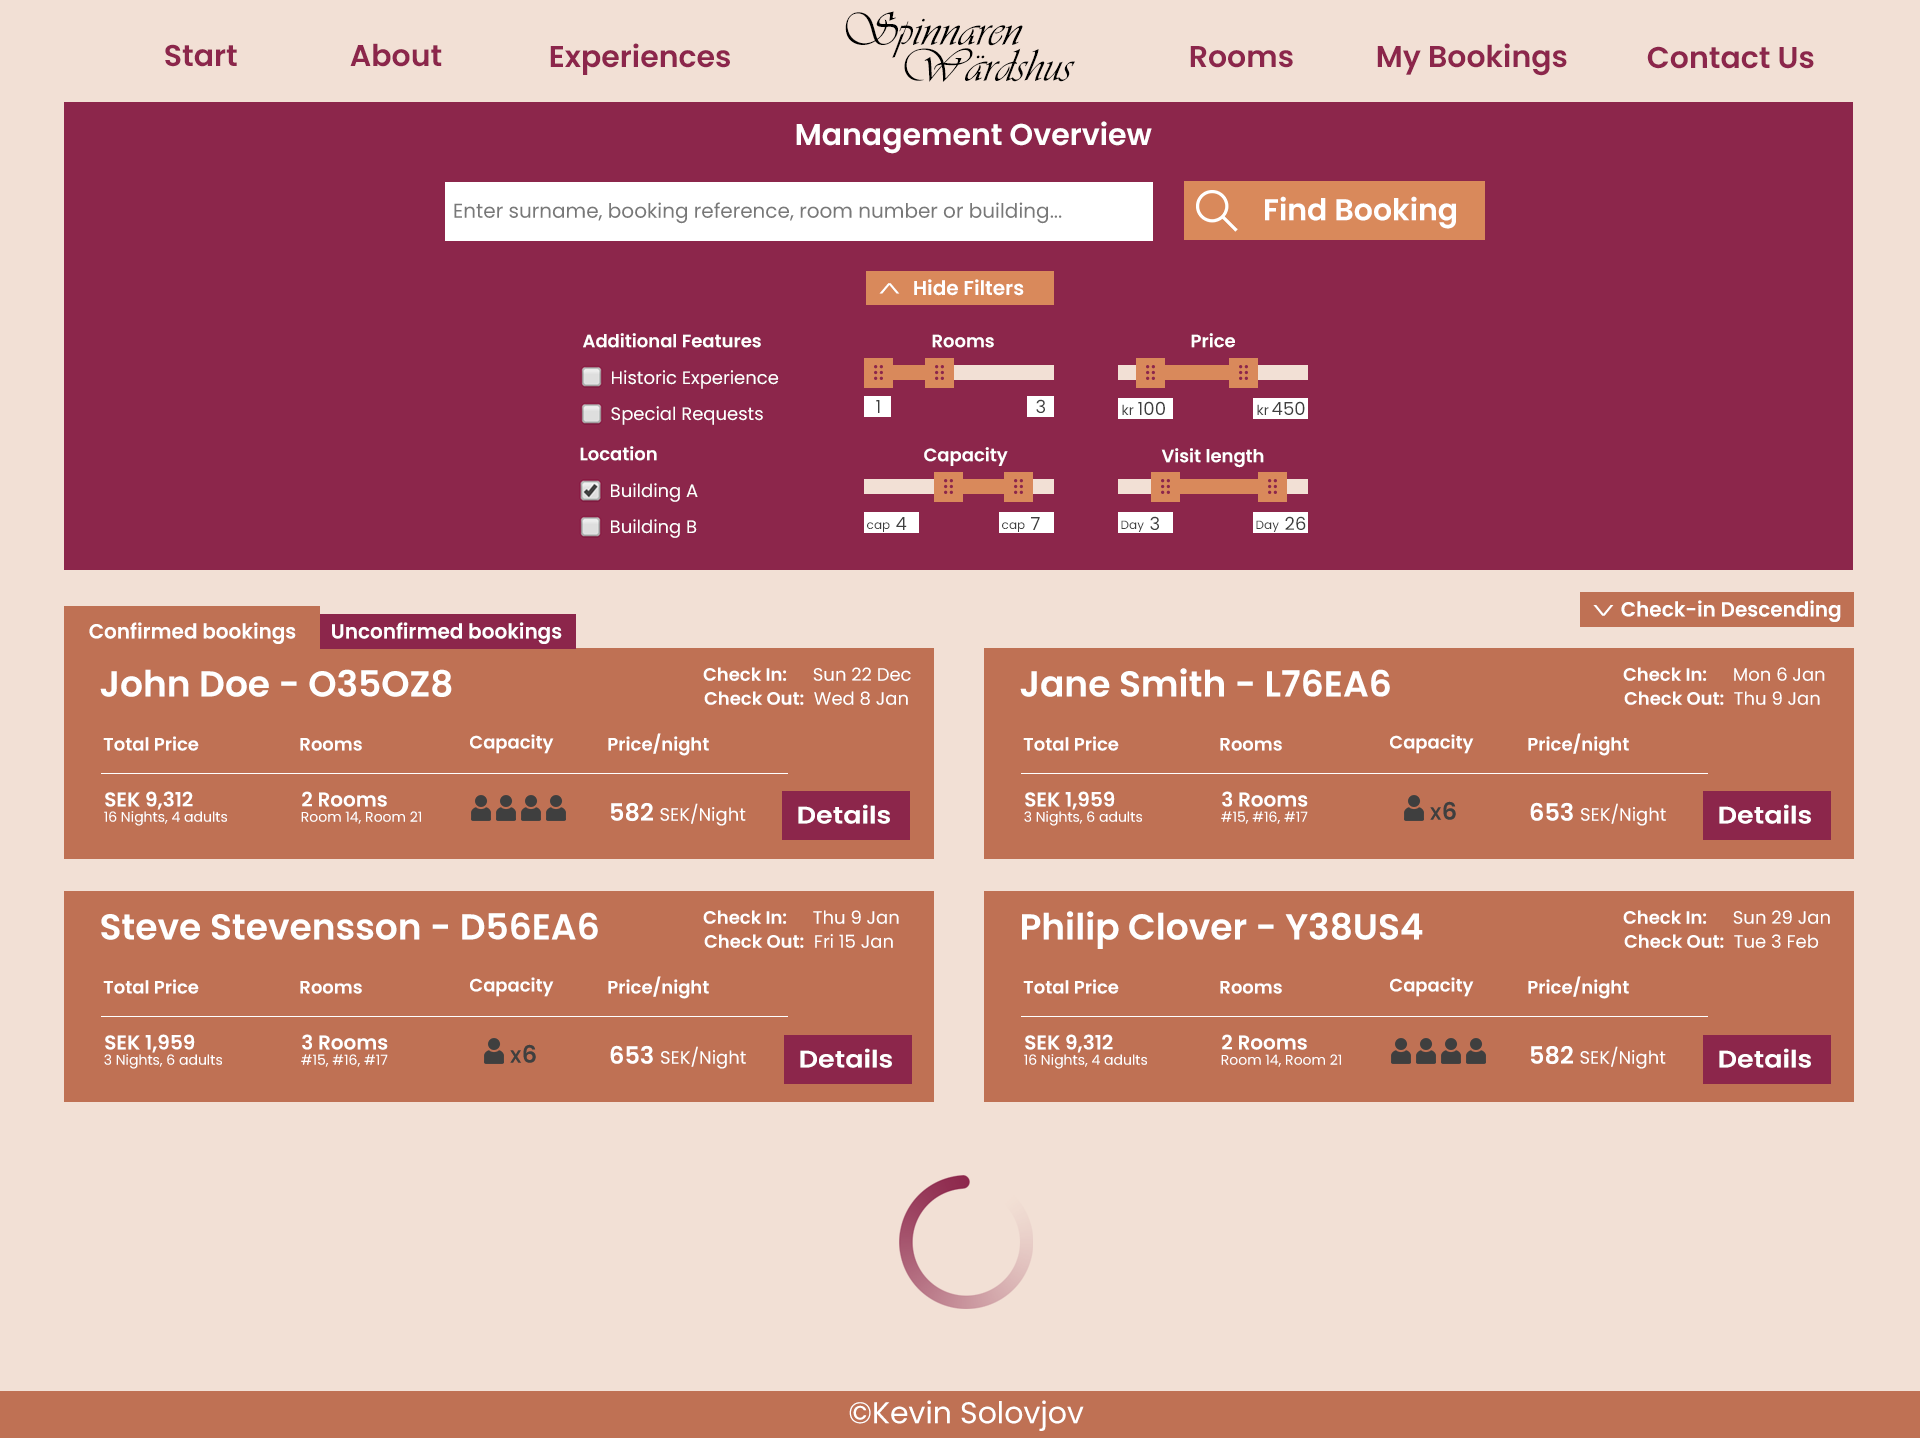 Start
About
Experiences
Spinnaren
Wärdshus
Rooms
My Bookings
Contact Us
Management Overview
Enter surname, booking reference, room number or building...
Find Booking
Hide Filters
Additional Features
Historic Experience
Special Requests
Location
Building A
Building B
Rooms
1
3
Price
kr 100
kr 450
Capacity
cap 4
cap 7
Visit length
Day 3
Day 26
Check-in Descending
Confirmed bookings
Unconfirmed bookings
John Doe - O35OZ8
Check In: Sun 22 Dec
Check Out: Wed 8 Jan
Total Price
Rooms
Capacity
Price/night
SEK 9,312
16 Nights, 4 adults
2 Rooms
Room 14, Room 21
582 SEK/Night
Details
Jane Smith - L76EA6
Check In: Mon 6 Jan
Check Out: Thu 9 Jan
Total Price
Rooms
Capacity
Price/night
SEK 1,959
3 Nights, 6 adults
3 Rooms
#15, #16, #17
x6
653 SEK/Night
Details
Steve Stevensson - D56EA6
Check In: Thu 9 Jan
Check Out: Fri 15 Jan
Total Price
Rooms
Capacity
Price/night
SEK 1,959
3 Nights, 6 adults
3 Rooms
#15, #16, #17
x6
653 SEK/Night
Details
Philip Clover - Y38US4
Check In: Sun 29 Jan
Check Out: Tue 3 Feb
Total Price
Rooms
Capacity
Price/night
SEK 9,312
16 Nights, 4 adults
2 Rooms
Room 14, Room 21
582 SEK/Night
Details
©Kevin Solovjov